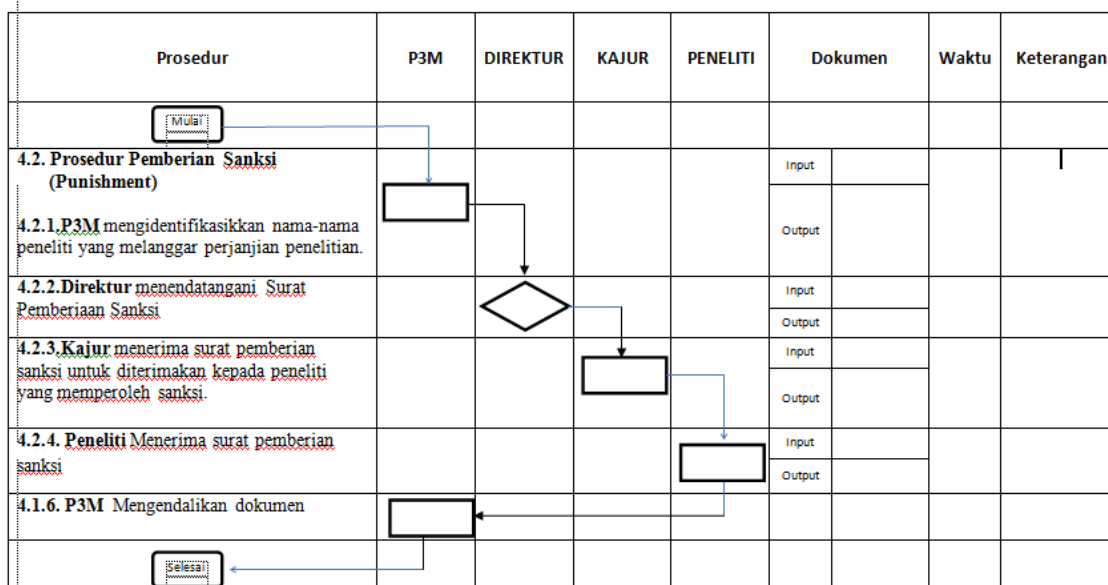 Prosedur P3M DIREKTUR KAJUR PENELITI Dokumen Waktu Keterangan
Mulai
4.2. Prosedur Pemberian Sanksi
(Punishment)
4.2.1.P3M mengidentifikasikkan nama-nama
peneliti yang melanggar perjanjian penelitian.
Input
Output
4.2.2.Direktur menendatangani Surat
Pemberiaan Sanksi
Input
Output
4.2.3.Kajur menerima surat pemberian
sanksi untuk diterimakan kepada peneliti
yang memperoleh sanksi.
Input
Output
4.2.4. Peneliti Menerima surat pemberian
sanksi
Input
Output
4.1.6. P3M Mengendalikan dokumen
Selesai